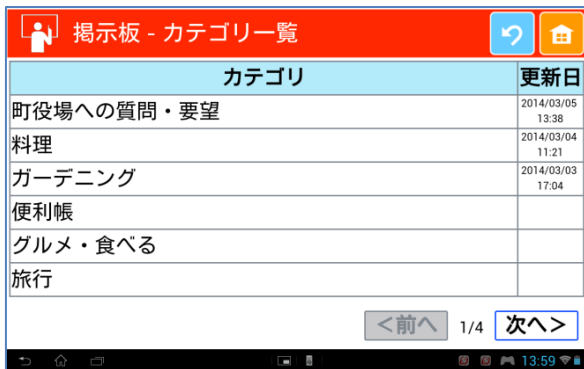 掲示板 - カテゴリ一覧
カテゴリ 更新日
町役場への質問・要望 2014/03/05 13:38
料理 2014/03/04 11:21
ガーデニング 2014/03/03 17:04
便利帳
グルメ・食べる
旅行
<前へ 1/4 次へ>
13:59